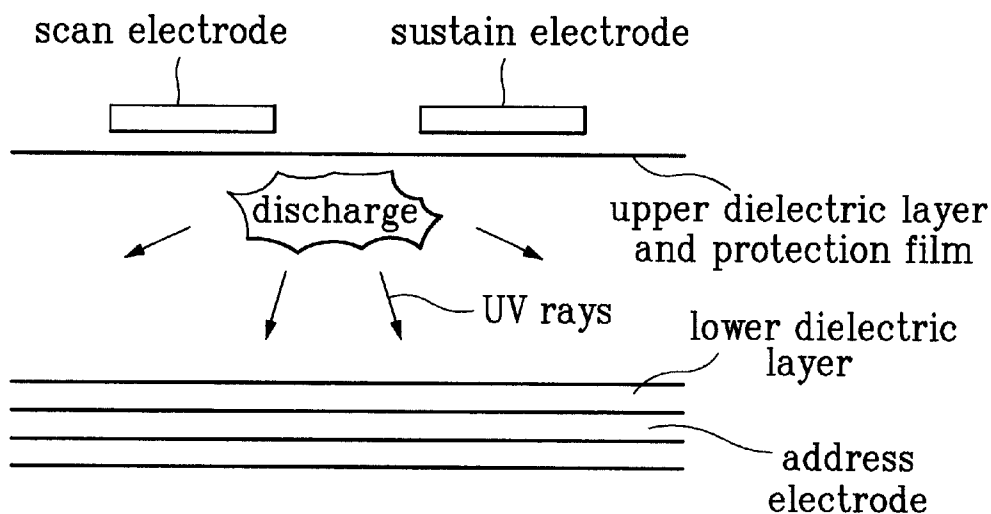 scan electrode
sustain electrode
discharge
upper dielectric layer
and protection film
UV rays
lower dielectric
layer
address
electrode